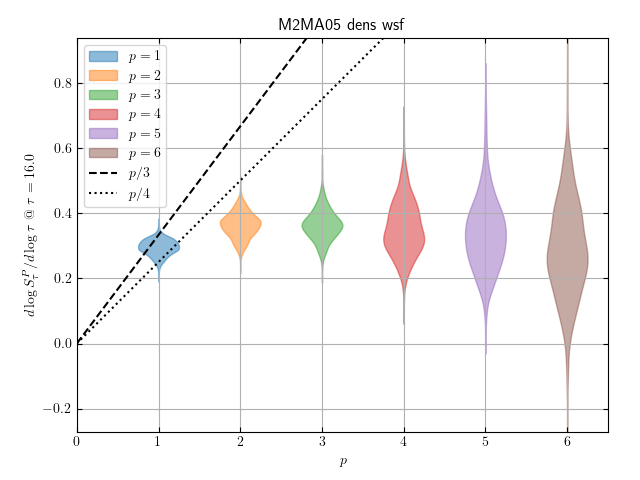 M2MA05 dens wsf
p = 1
p = 2
p = 3
p = 4
p = 5
p = 6
p/3
p/4
d log S_τ^P / d log τ @ τ = 16.0
0.8
0.6
0.4
0.2
0.0
−0.2
0 1 2 3 4 5 6
p